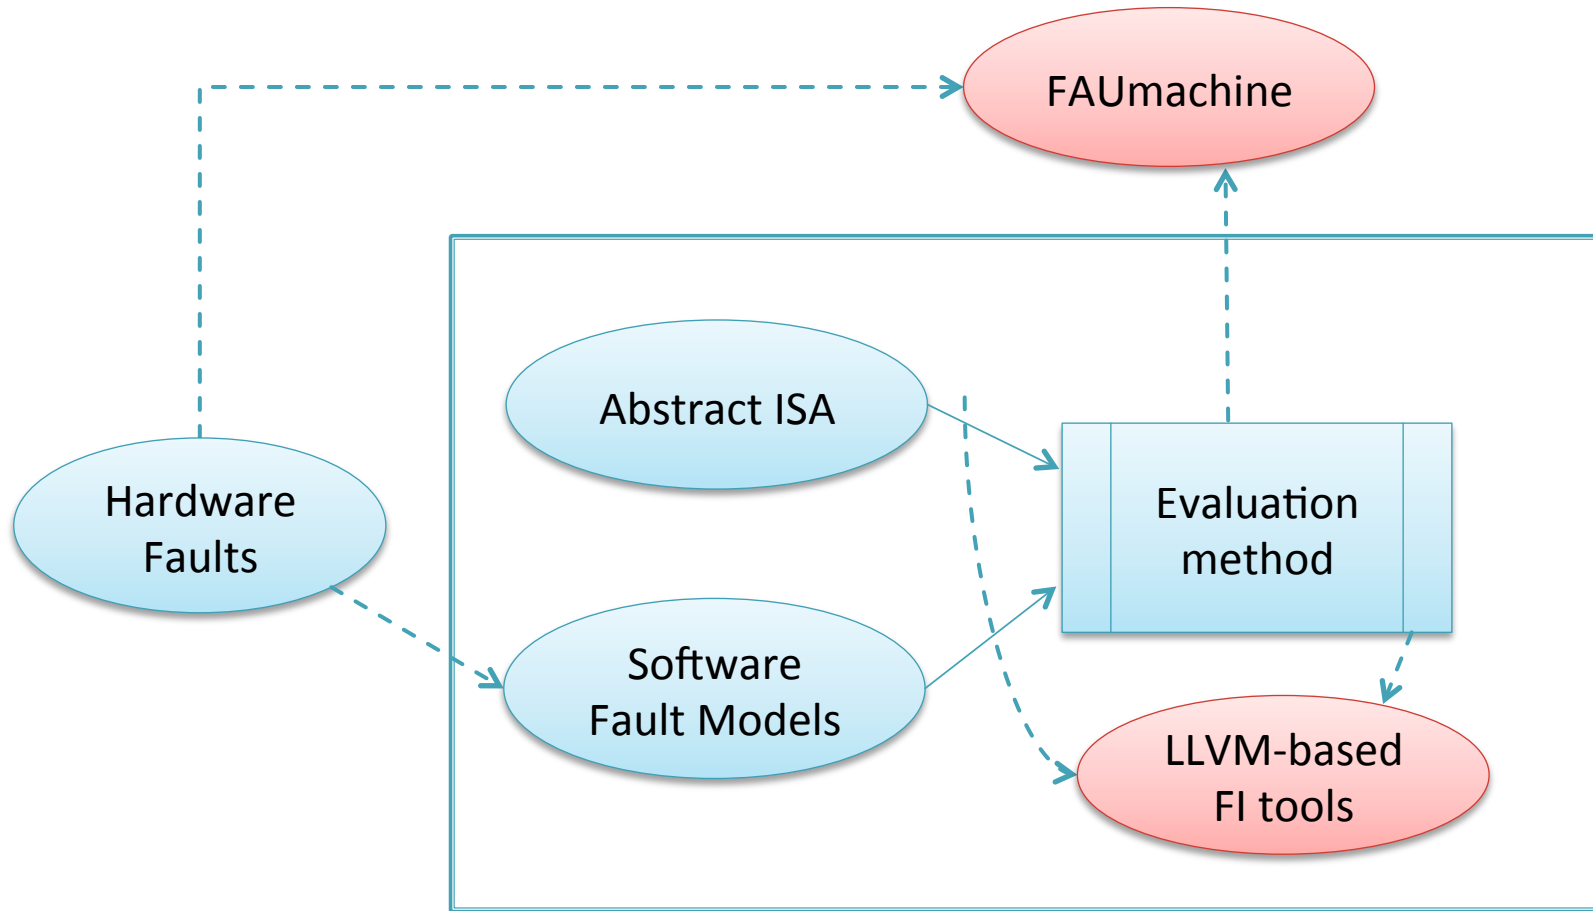 FAUmachine
Abstract ISA
Hardware
Faults
Evaluation
method
Software
Fault Models
LLVM-based
FI tools